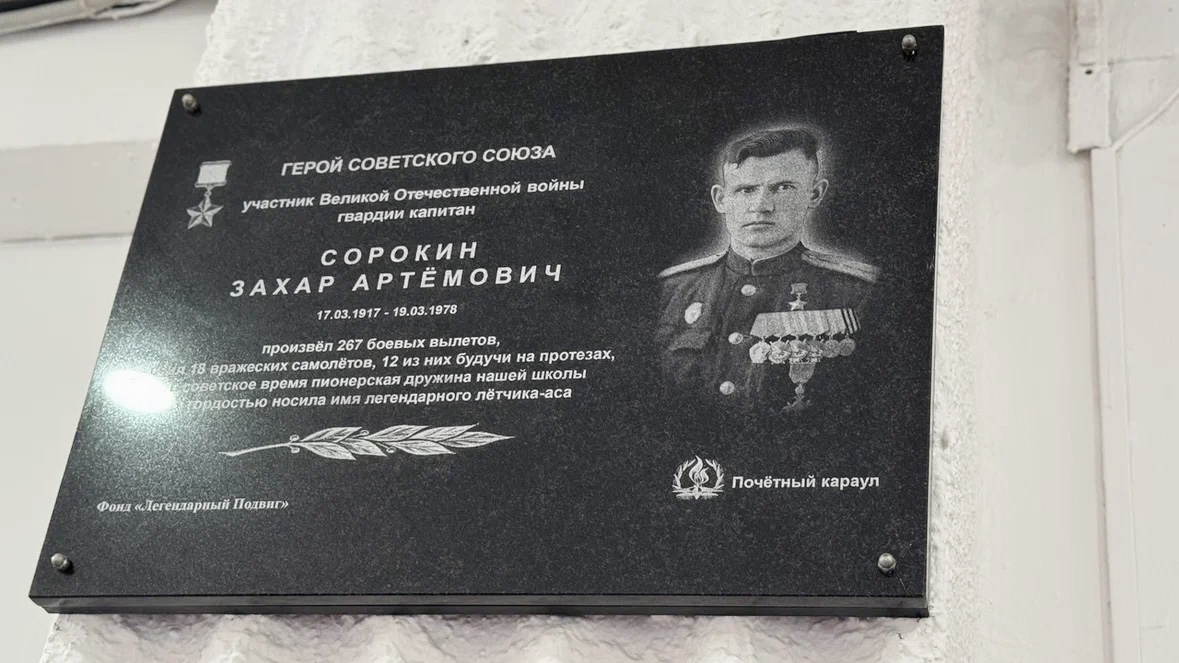 ГЕРОЙ СОВЕТСКОГО СОЮЗА
участник Великой Отечественной войны
гвардии капитан
СОРОКИН
ЗАХАР АРТЁМОВИЧ
17.03.1917 - 19.03.1978
произвёл 267 боевых вылетов,
18 вражеских самолётов, 12 из них будучи на протезах,
советское время пионерская дружина нашей школы
гордостью носила имя легендарного лётчика-аса
Фонд «Легендарный Подвиг»
Почётный караул